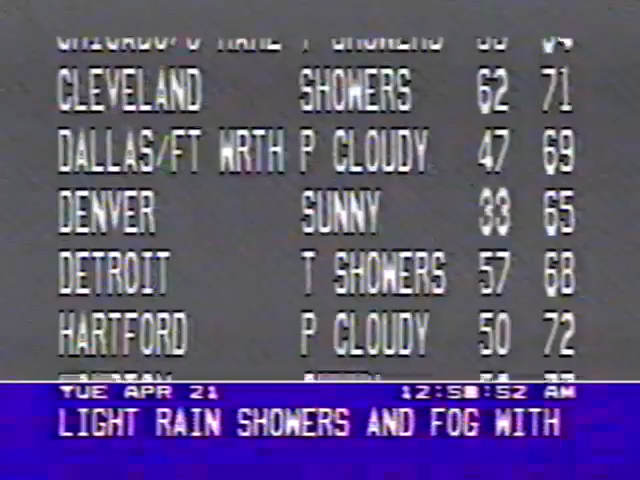 CLEVELAND SHOWERS 62 71
DALLAS/FT WRTH P CLOUDY 47 69
DENVER SUNNY 33 65
DETROIT T SHOWERS 57 68
HARTFORD P CLOUDY 50 72
TUE APR 21 12:58:52 AM
LIGHT RAIN SHOWERS AND FOG WITH